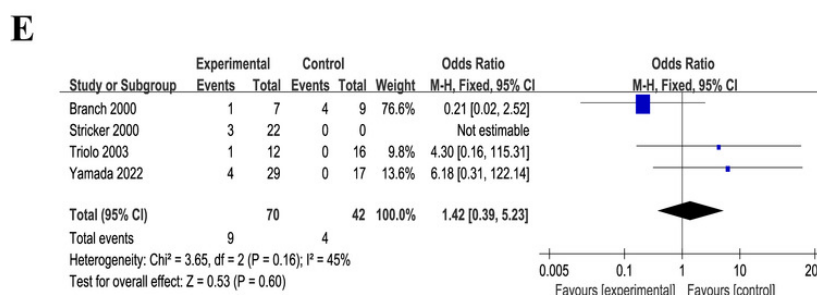 E
Experimental Control Odds Ratio Odds Ratio
Study or Subgroup Events Total Events Total Weight M-H, Fixed, 95% CI M-H, Fixed, 95% CI
Branch 2000 1 7 4 9 76.6% 0.21 [0.02, 2.52]
Stricker 2000 3 22 0 0 Not estimable
Triolo 2003 1 12 0 16 9.8% 4.30 [0.16, 115.31]
Yamada 2022 4 29 0 17 13.6% 6.18 [0.31, 122.14]
Total (95% CI) 70 42 100.0% 1.42 [0.39, 5.23]
Total events 9 4
Heterogeneity: Chi² = 3.65, df = 2 (P = 0.16); I² = 45%
Test for overall effect: Z = 0.53 (P = 0.60)
0.005 0.1 1 10 20
Favours [experimental] Favours [control]